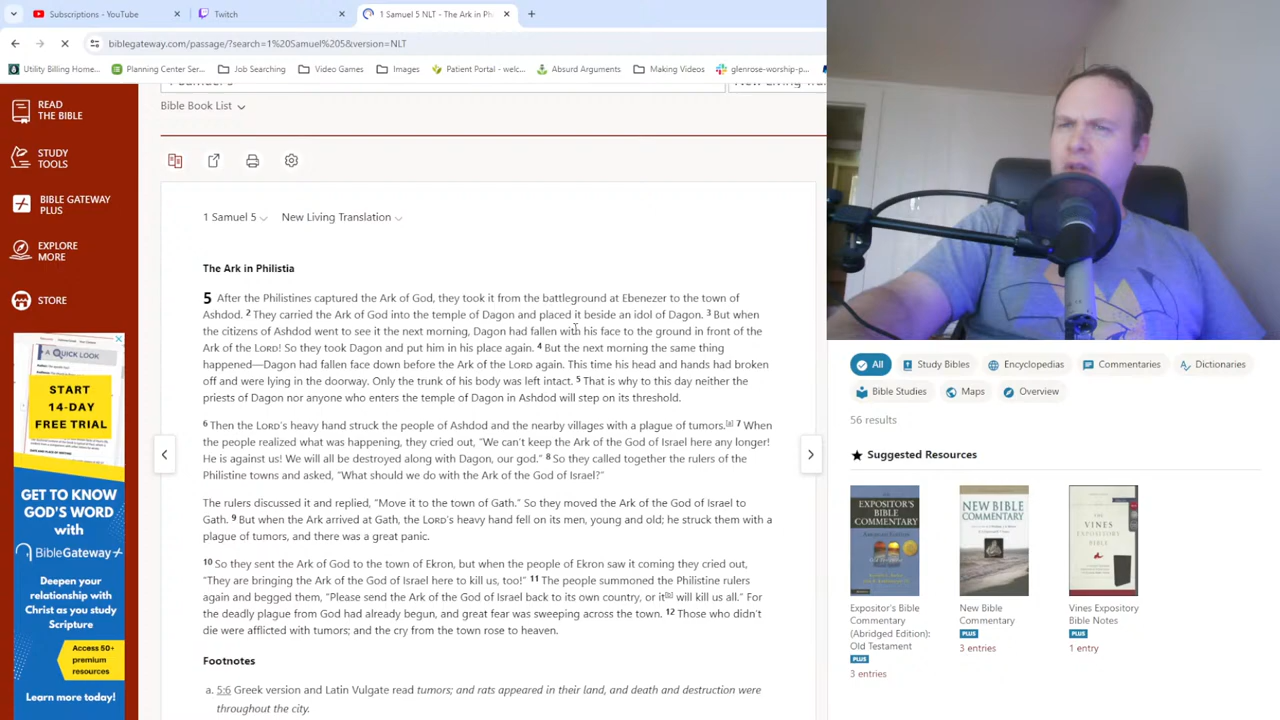 Subscriptions - YouTube
Twitch
1 Samuel 5 NLT - The Ark in Phi
biblegateway.com/passage/?search=1%20Samuel%205&version=NLT
Utility Billing Home...
Planning Center Ser...
Job Searching
Video Games
Images
Patient Portal - welc...
Absurd Arguments
Making Videos
glenrose-worship-p...
Bible Book List
READ
THE BIBLE
STUDY
TOOLS
BIBLE GATEWAY
PLUS
EXPLORE
MORE
STORE
1 Samuel 5
New Living Translation
The Ark in Philistia
5 After the Philistines captured the Ark of God, they took it from the battleground at Ebenezer to the town of
Ashdod. 2 They carried the Ark of God into the temple of Dagon and placed it beside an idol of Dagon. 3 But when
the citizens of Ashdod went to see it the next morning, Dagon had fallen with his face to the ground in front of the
Ark of the LORD! So they took Dagon and put him in his place again. 4 But the next morning the same thing
happened—Dagon had fallen face down before the Ark of the LORD again. This time his head and hands had broken
off and were lying in the doorway. Only the trunk of his body was left intact. 5 That is why to this day neither the
priests of Dagon nor anyone who enters the temple of Dagon in Ashdod will step on its threshold.
6 Then the LORD's heavy hand struck the people of Ashdod and the nearby villages with a plague of tumors.[a] 7 When
the people realized what was happening, they cried out, "We can't keep the Ark of the God of Israel here any longer!
He is against us! We will all be destroyed along with Dagon, our god." 8 So they called together the rulers of the
Philistine towns and asked, "What should we do with the Ark of the God of Israel?"
The rulers discussed it and replied, "Move it to the town of Gath." So they moved the Ark of the God of Israel to
Gath. 9 But when the Ark arrived at Gath, the LORD's heavy hand fell on its men, young and old; he struck them with a
plague of tumors, and there was a great panic.
10 So they sent the Ark of God to the town of Ekron, but when the people of Ekron saw it coming they cried out,
"They are bringing the Ark of the God of Israel here to kill us, too!" 11 The people summoned the Philistine rulers
again and begged them, "Please send the Ark of the God of Israel back to its own country, or it[b] will kill us all." For
the deadly plague from God had already begun, and great fear was sweeping across the town. 12 Those who didn't
die were afflicted with tumors; and the cry from the town rose to heaven.
Footnotes
a. 5:6 Greek version and Latin Vulgate read tumors; and rats appeared in their land, and death and destruction were
throughout the city.
A QUICK LOOK
START
14-DAY
FREE TRIAL
GET TO KNOW
GOD'S WORD
with
BibleGateway+
Deepen your
relationship with
Christ as you study
Scripture
Access 50+
premium
resources
Learn more today!
All
Study Bibles
Encyclopedias
Commentaries
Dictionaries
Bible Studies
Maps
Overview
56 results
Suggested Resources
EXPOSITOR'S
BIBLE
COMMENTARY
NEW BIBLE
COMMENTARY
THE
VINES
EXPOSITORY
BIBLE
Expositor's Bible
Commentary
(Abridged Edition):
Old Testament
PLUS
3 entries
New Bible
Commentary
PLUS
3 entries
Vines Expository
Bible Notes
PLUS
1 entry